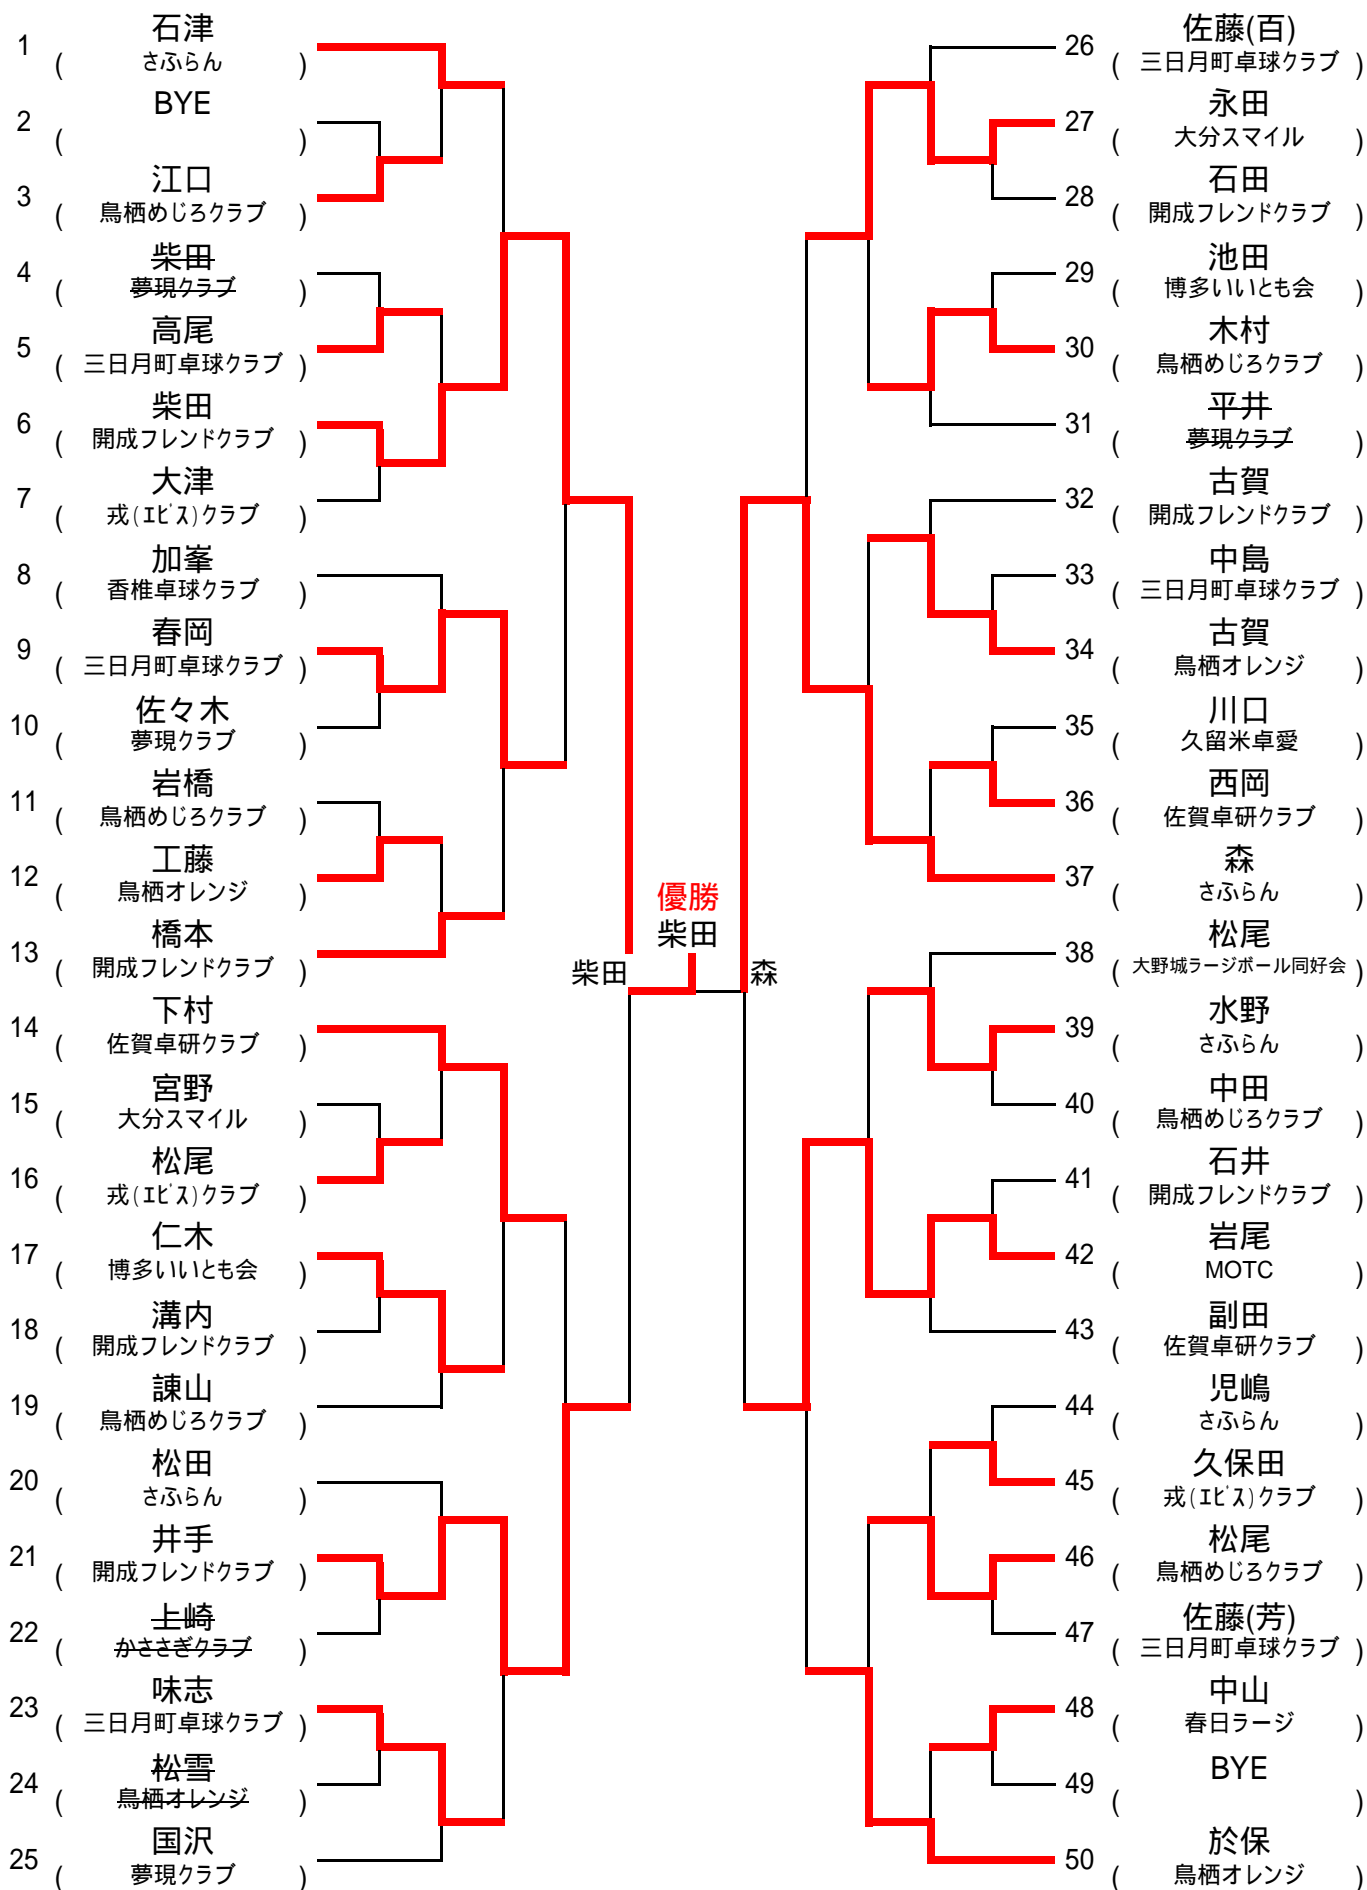 1 石津
( さふらん )
2 BYE
( )
3 江口
( 鳥栖めじろクラブ )
4 柴田
( 夢現クラブ )
5 高尾
( 三日月町卓球クラブ )
6 柴田
( 開成フレンドクラブ )
7 大津
( 戎(ｴﾋﾞｽ)クラブ )
8 加峯
( 香椎卓球クラブ )
9 春岡
( 三日月町卓球クラブ )
10 佐々木
( 夢現クラブ )
11 岩橋
( 鳥栖めじろクラブ )
12 工藤
( 鳥栖オレンジ )
13 橋本
( 開成フレンドクラブ )
14 下村
( 佐賀卓研クラブ )
15 宮野
( 大分スマイル )
16 松尾
( 戎(ｴﾋﾞｽ)クラブ )
17 仁木
( 博多いいとも会 )
18 溝内
( 開成フレンドクラブ )
19 諌山
( 鳥栖めじろクラブ )
20 松田
( さふらん )
21 井手
( 開成フレンドクラブ )
22 上崎
( かささぎクラブ )
23 味志
( 三日月町卓球クラブ )
24 松雪
( 鳥栖オレンジ )
25 国沢
( 夢現クラブ )
優勝
柴田
柴田
森
26 佐藤(百)
( 三日月町卓球クラブ )
27 永田
( 大分スマイル )
28 石田
( 開成フレンドクラブ )
29 池田
( 博多いいとも会 )
30 木村
( 鳥栖めじろクラブ )
31 平井
( 夢現クラブ )
32 古賀
( 開成フレンドクラブ )
33 中島
( 三日月町卓球クラブ )
34 古賀
( 鳥栖オレンジ )
35 川口
( 久留米卓愛 )
36 西岡
( 佐賀卓研クラブ )
37 森
( さふらん )
38 松尾
( 大野城ラージボール同好会 )
39 水野
( さふらん )
40 中田
( 鳥栖めじろクラブ )
41 石井
( 開成フレンドクラブ )
42 岩尾
( MOTC )
43 副田
( 佐賀卓研クラブ )
44 児嶋
( さふらん )
45 久保田
( 戎(ｴﾋﾞｽ)クラブ )
46 松尾
( 鳥栖めじろクラブ )
47 佐藤(芳)
( 三日月町卓球クラブ )
48 中山
( 春日ラージ )
49 BYE
( )
50 於保
( 鳥栖オレンジ )